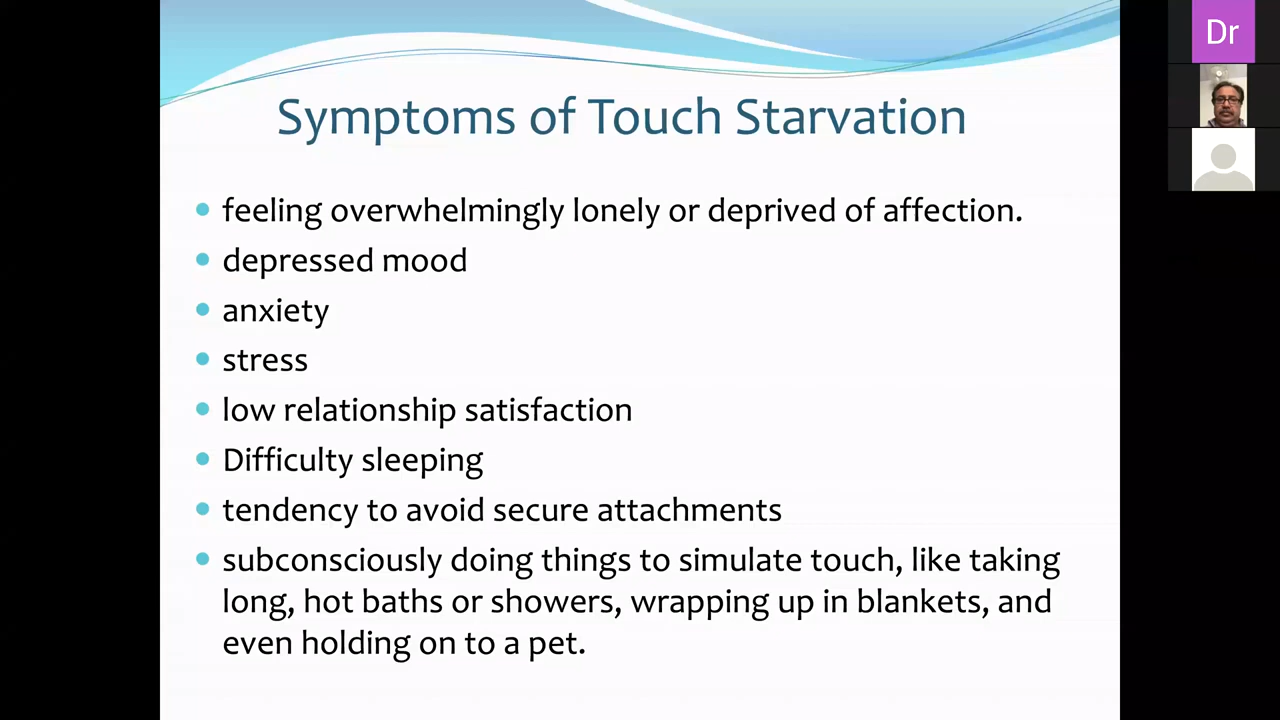 Symptoms of Touch Starvation
• feeling overwhelmingly lonely or deprived of affection.
• depressed mood
• anxiety
• stress
• low relationship satisfaction
• Difficulty sleeping
• tendency to avoid secure attachments
• subconsciously doing things to simulate touch, like taking
long, hot baths or showers, wrapping up in blankets, and
even holding on to a pet.
Dr